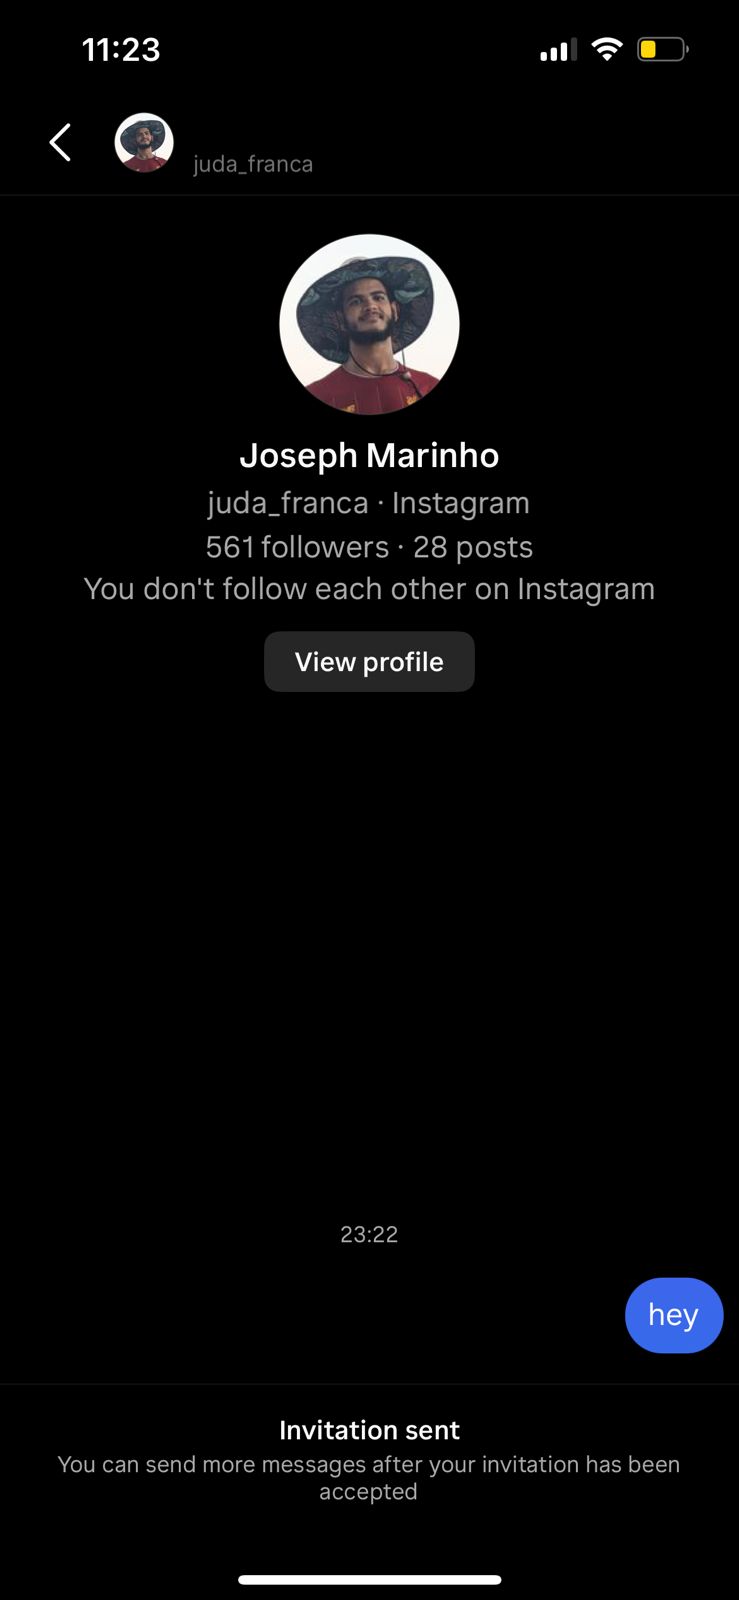 11:23
juda_franca
Joseph Marinho
juda_franca · Instagram
561 followers · 28 posts
You don't follow each other on Instagram
View profile
23:22
hey
Invitation sent
You can send more messages after your invitation has been
accepted